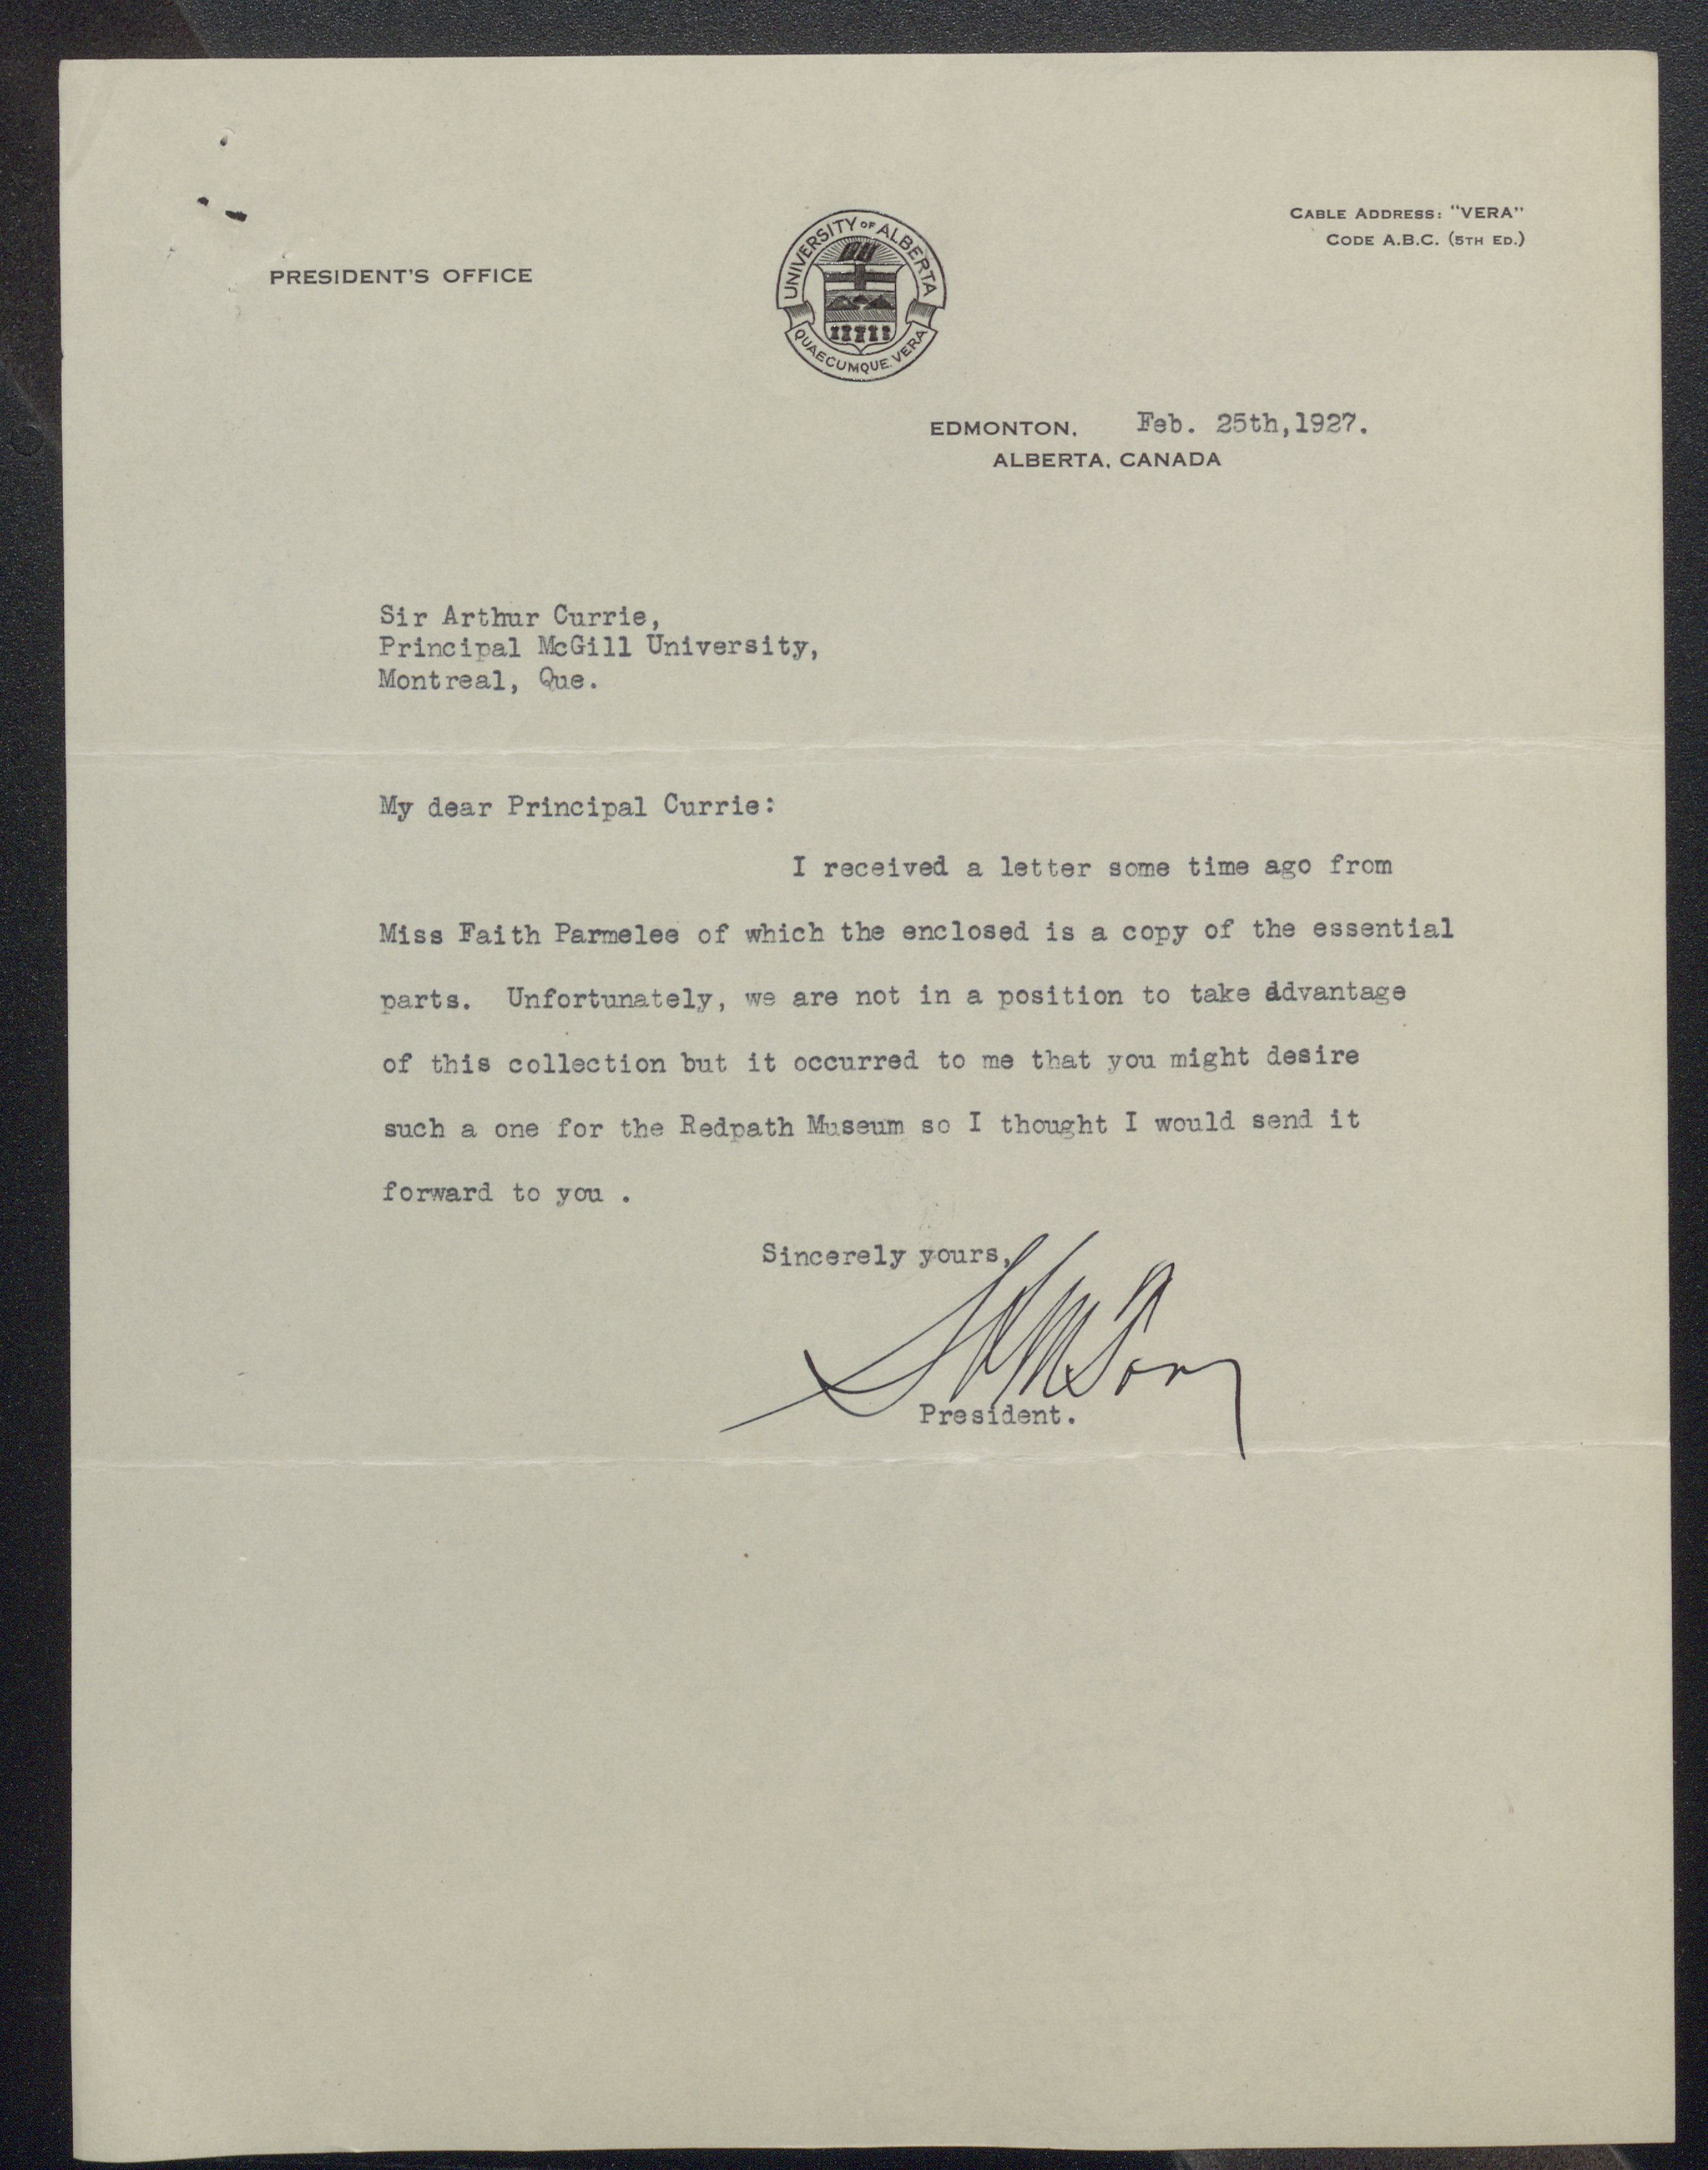 CABLE ADDRESS: "VERA"
CODE A.B.C. (5TH ED.)
PRESIDENT'S OFFICE
UNIVERSITY OF ALBERTA
QUAECUMQUE VERA
EDMONTON, Feb. 25th,1927.
ALBERTA, CANADA
Sir Arthur Currie,
Principal McGill University,
Montreal, Que.
My dear Principal Currie:
I received a letter some time ago from
Miss Faith Parmelee of which the enclosed is a copy of the essential
parts. Unfortunately, we are not in a position to take advantage
of this collection but it occurred to me that you might desire
such a one for the Redpath Museum so I thought I would send it
forward to you .
Sincerely yours,
HMTory
President.